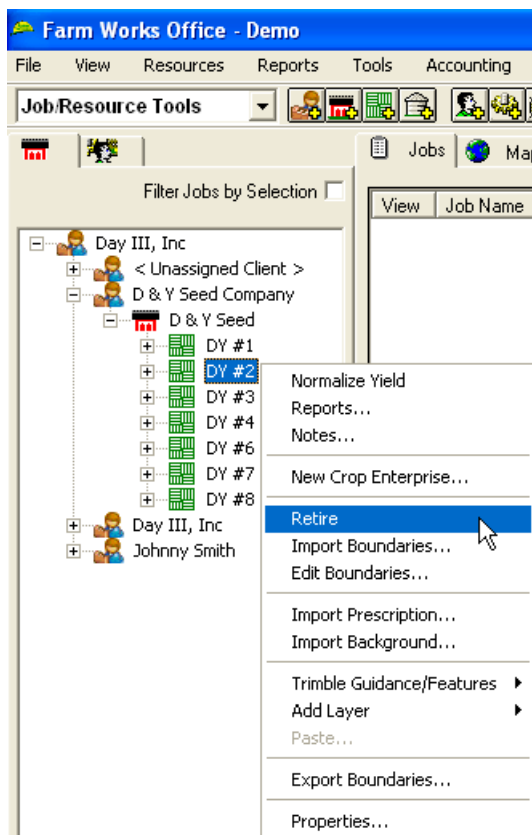 Farm Works Office - Demo
File View Resources Reports Tools Accounting
Job/Resource Tools
Jobs
Filter Jobs by Selection
View Job Name
Day III, Inc
< Unassigned Client >
D & Y Seed Company
D & Y Seed
DY #1
DY #2
DY #3
DY #4
DY #6
DY #7
DY #8
Day III, Inc
Johnny Smith
Normalize Yield
Reports...
Notes...
New Crop Enterprise...
Retire
Import Boundaries...
Edit Boundaries...
Import Prescription...
Import Background...
Trimble Guidance/Features
Add Layer
Paste...
Export Boundaries...
Properties...